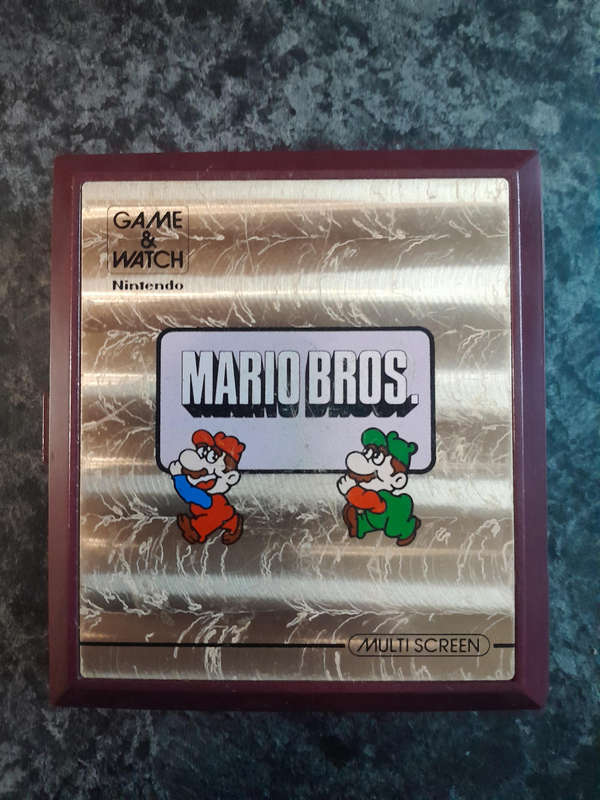 GAME
&
WATCH
Nintendo
MARIO BROS.
MULTI SCREEN